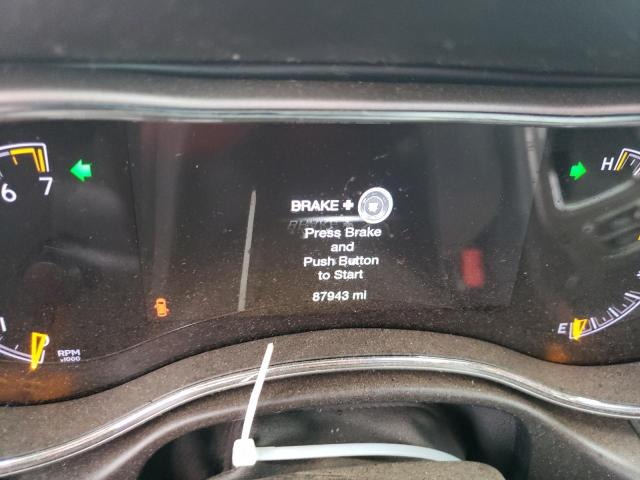 6 7
H
BRAKE +
Press Brake
and
Push Button
to Start
87943 mi
RPM
x1000
E